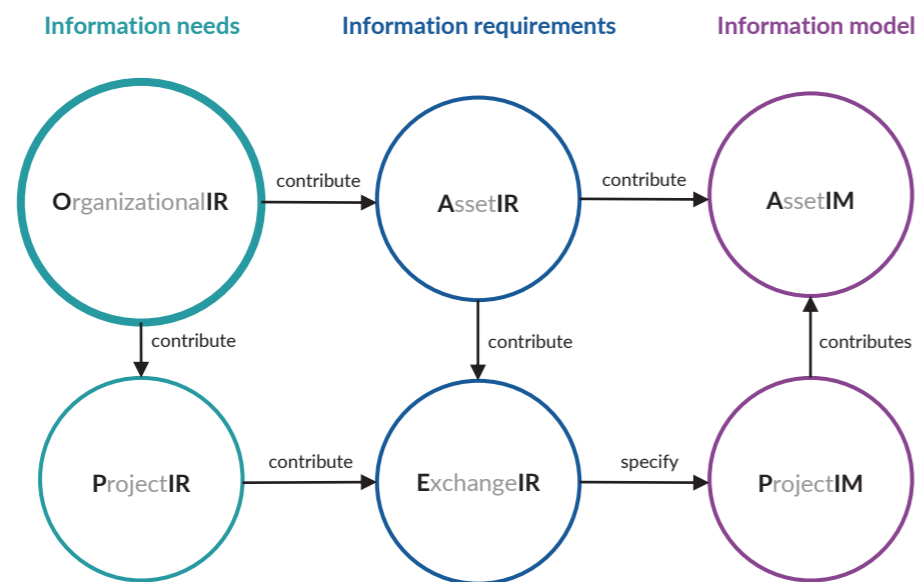 Information needs
Information requirements
Information model
OrganizationalIR
contribute
AssetIR
contribute
AssetIM
contribute
contribute
contributes
ProjectIR
contribute
ExchangeIR
specify
ProjectIM